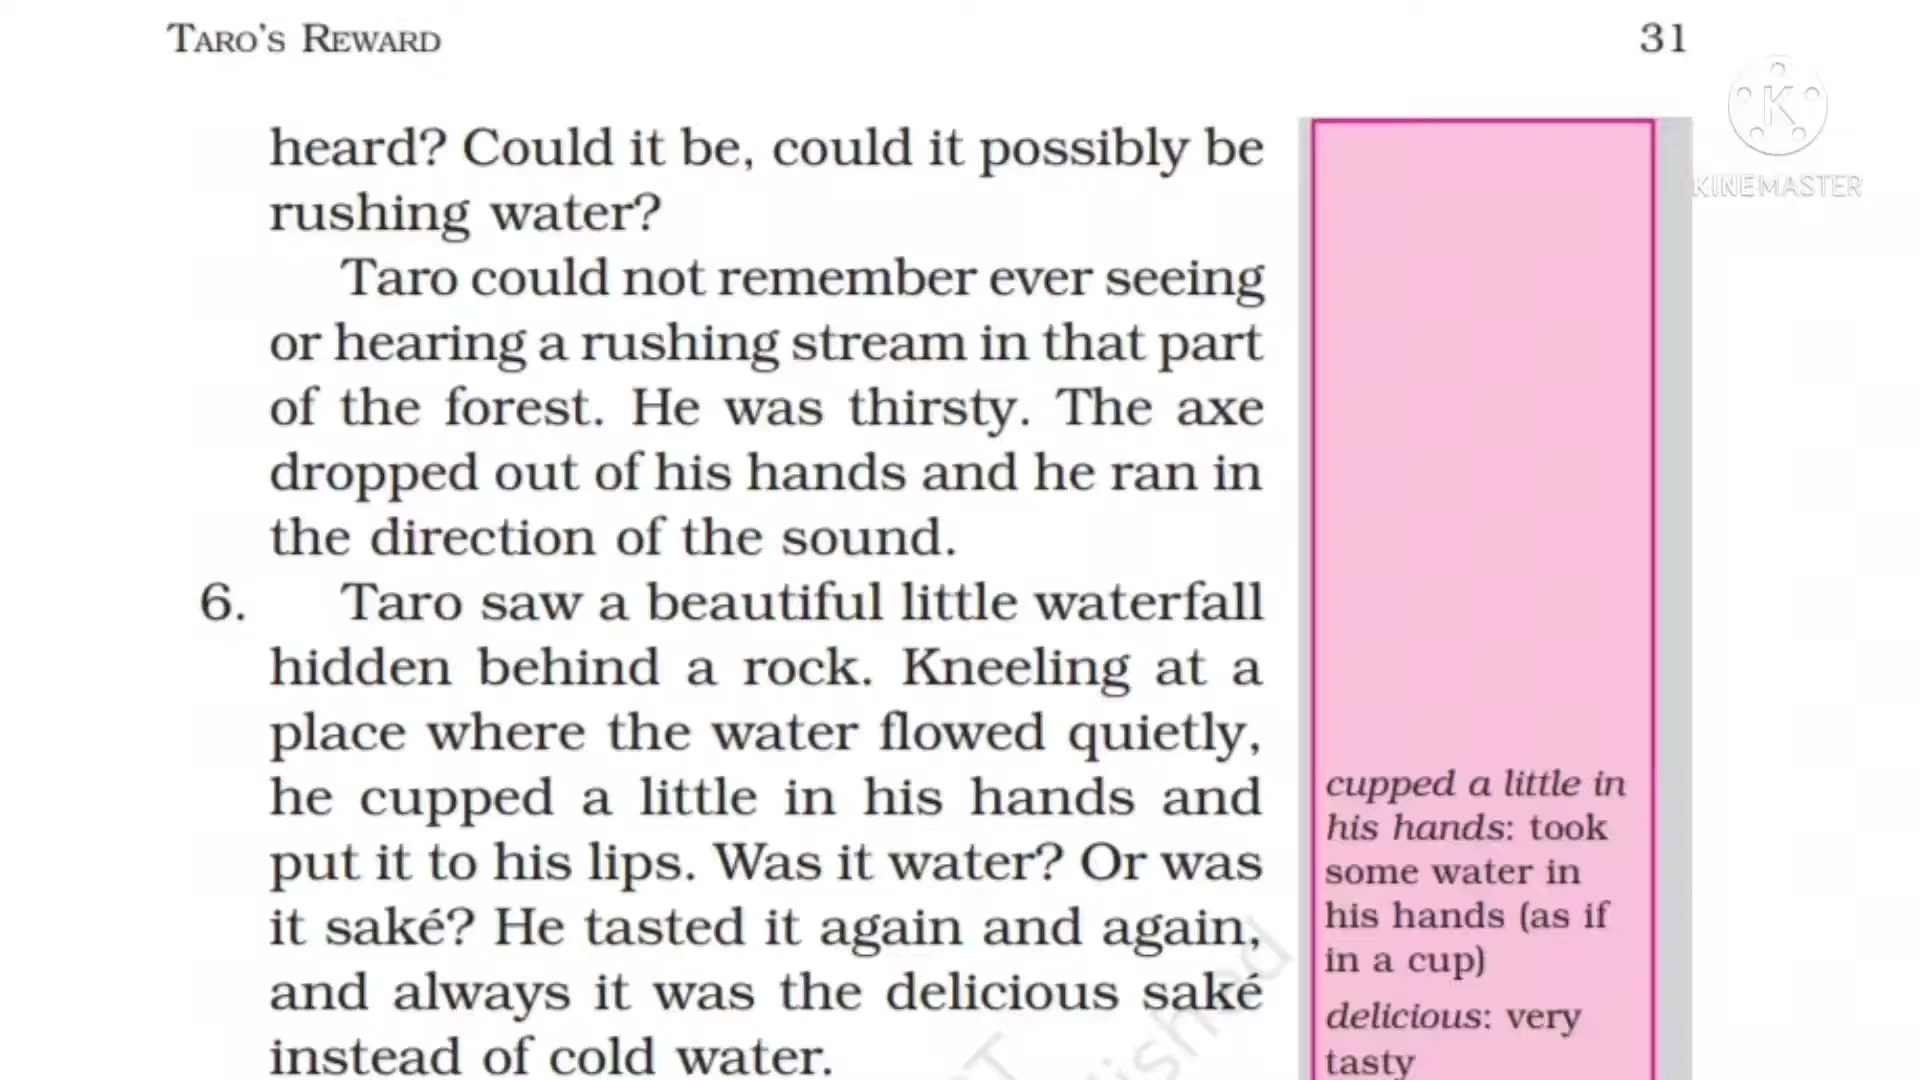 TARO'S REWARD
31
K
KINEMASTER
heard? Could it be, could it possibly be
rushing water?
Taro could not remember ever seeing
or hearing a rushing stream in that part
of the forest. He was thirsty. The axe
dropped out of his hands and he ran in
the direction of the sound.
6. Taro saw a beautiful little waterfall
hidden behind a rock. Kneeling at a
place where the water flowed quietly,
he cupped a little in his hands and
put it to his lips. Was it water? Or was
it saké? He tasted it again and again,
and always it was the delicious saké
instead of cold water.
cupped a little in
his hands: took
some water in
his hands (as if
in a cup)
delicious: very
tasty